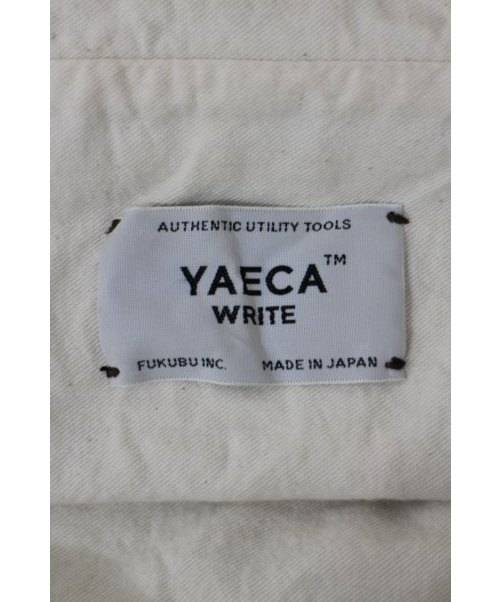 AUTHENTIC UTILITY TOOLS
YAECA™
WRITE
FUKUBU INC. MADE IN JAPAN